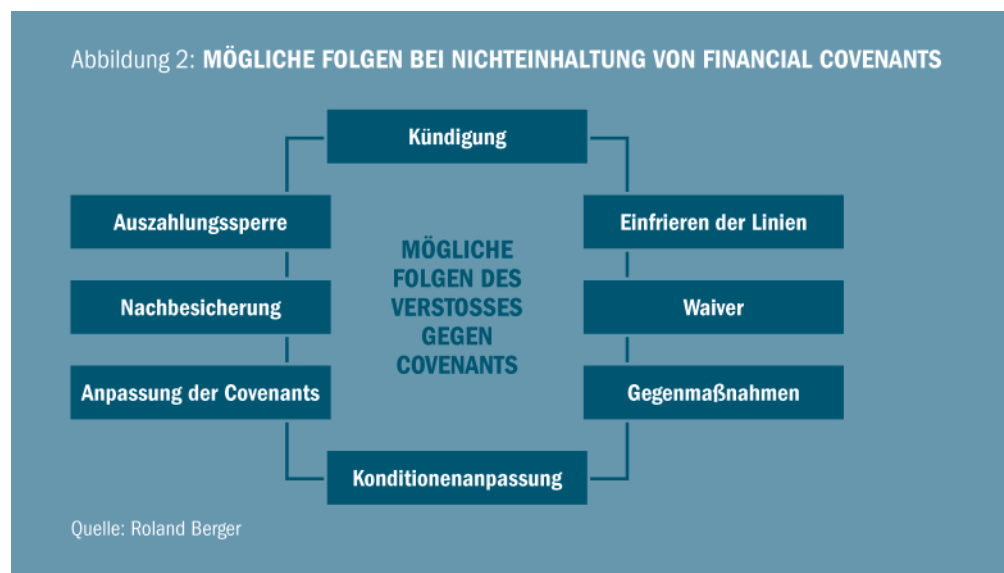 Abbildung 2: MÖGLICHE FOLGEN BEI NICHTEINHALTUNG VON FINANCIAL COVENANTS
Kündigung
Auszahlungssperre
Einfrieren der Linien
MÖGLICHE
FOLGEN DES
VERSTOSSES
GEGEN
COVENANTS
Nachbesicherung
Waiver
Anpassung der Covenants
Gegenmaßnahmen
Konditionenanpassung
Quelle: Roland Berger